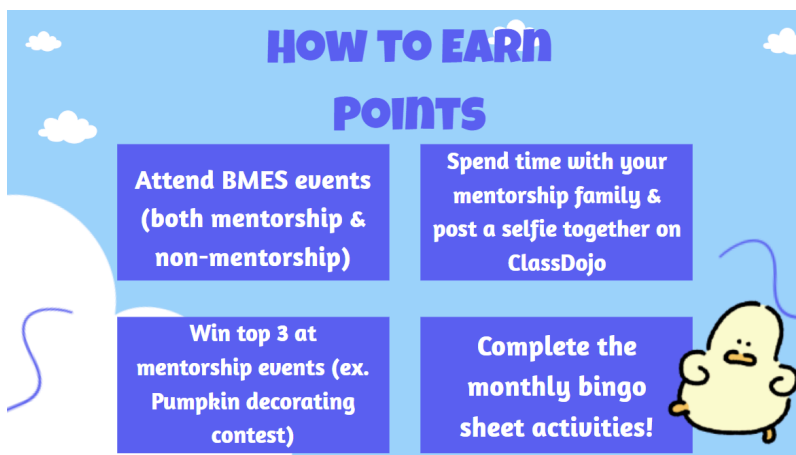 How to Earn
Points
Attend BMES events
(both mentorship &
non-mentorship)
Spend time with your
mentorship family &
post a selfie together on
ClassDojo
Win top 3 at
mentorship events (ex.
Pumpkin decorating
contest)
Complete the
monthly bingo
sheet activities!